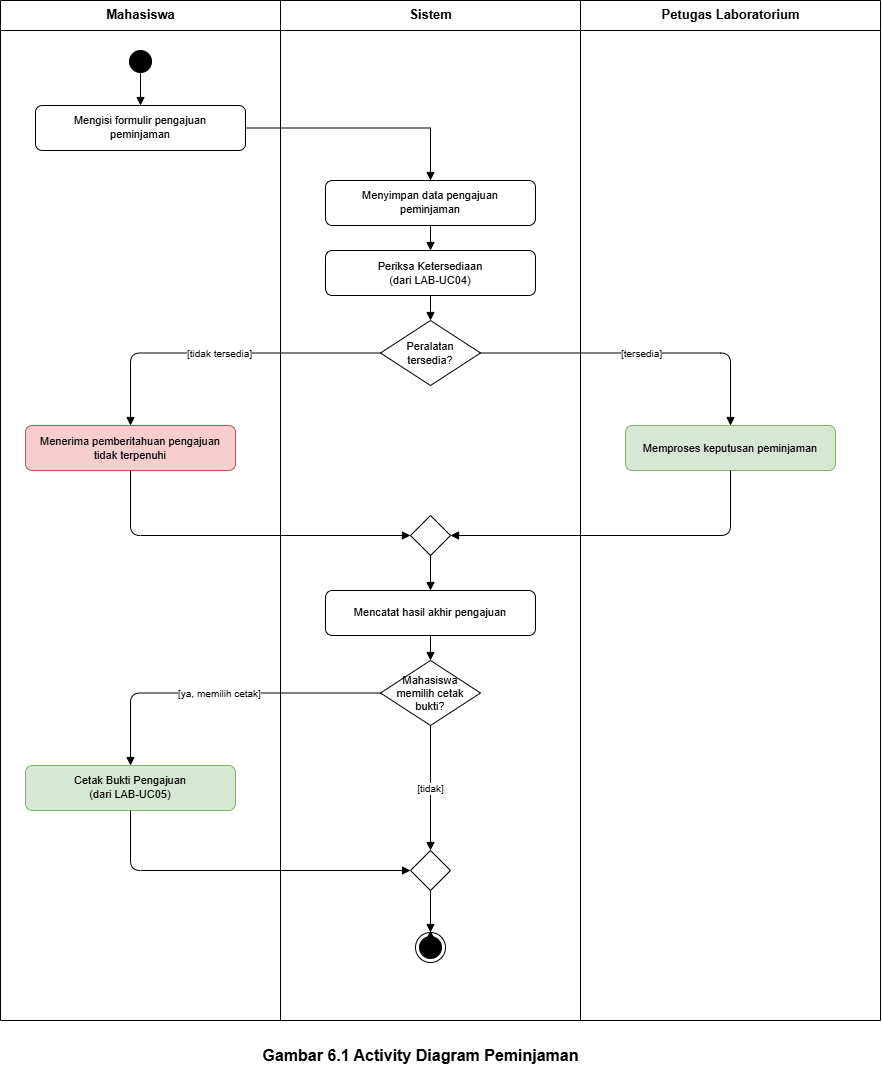 Mahasiswa
Sistem
Petugas Laboratorium
Mengisi formulir pengajuan
peminjaman
Menyimpan data pengajuan
peminjaman
Periksa Ketersediaan
(dari LAB-UC04)
Peralatan
tersedia?
[tidak tersedia]
[tersedia]
Menerima pemberitahuan pengajuan
tidak terpenuhi
Memproses keputusan peminjaman
Mencatat hasil akhir pengajuan
Mahasiswa
memilih cetak
bukti?
[ya, memilih cetak]
Cetak Bukti Pengajuan
(dari LAB-UC05)
[tidak]
Gambar 6.1 Activity Diagram Peminjaman